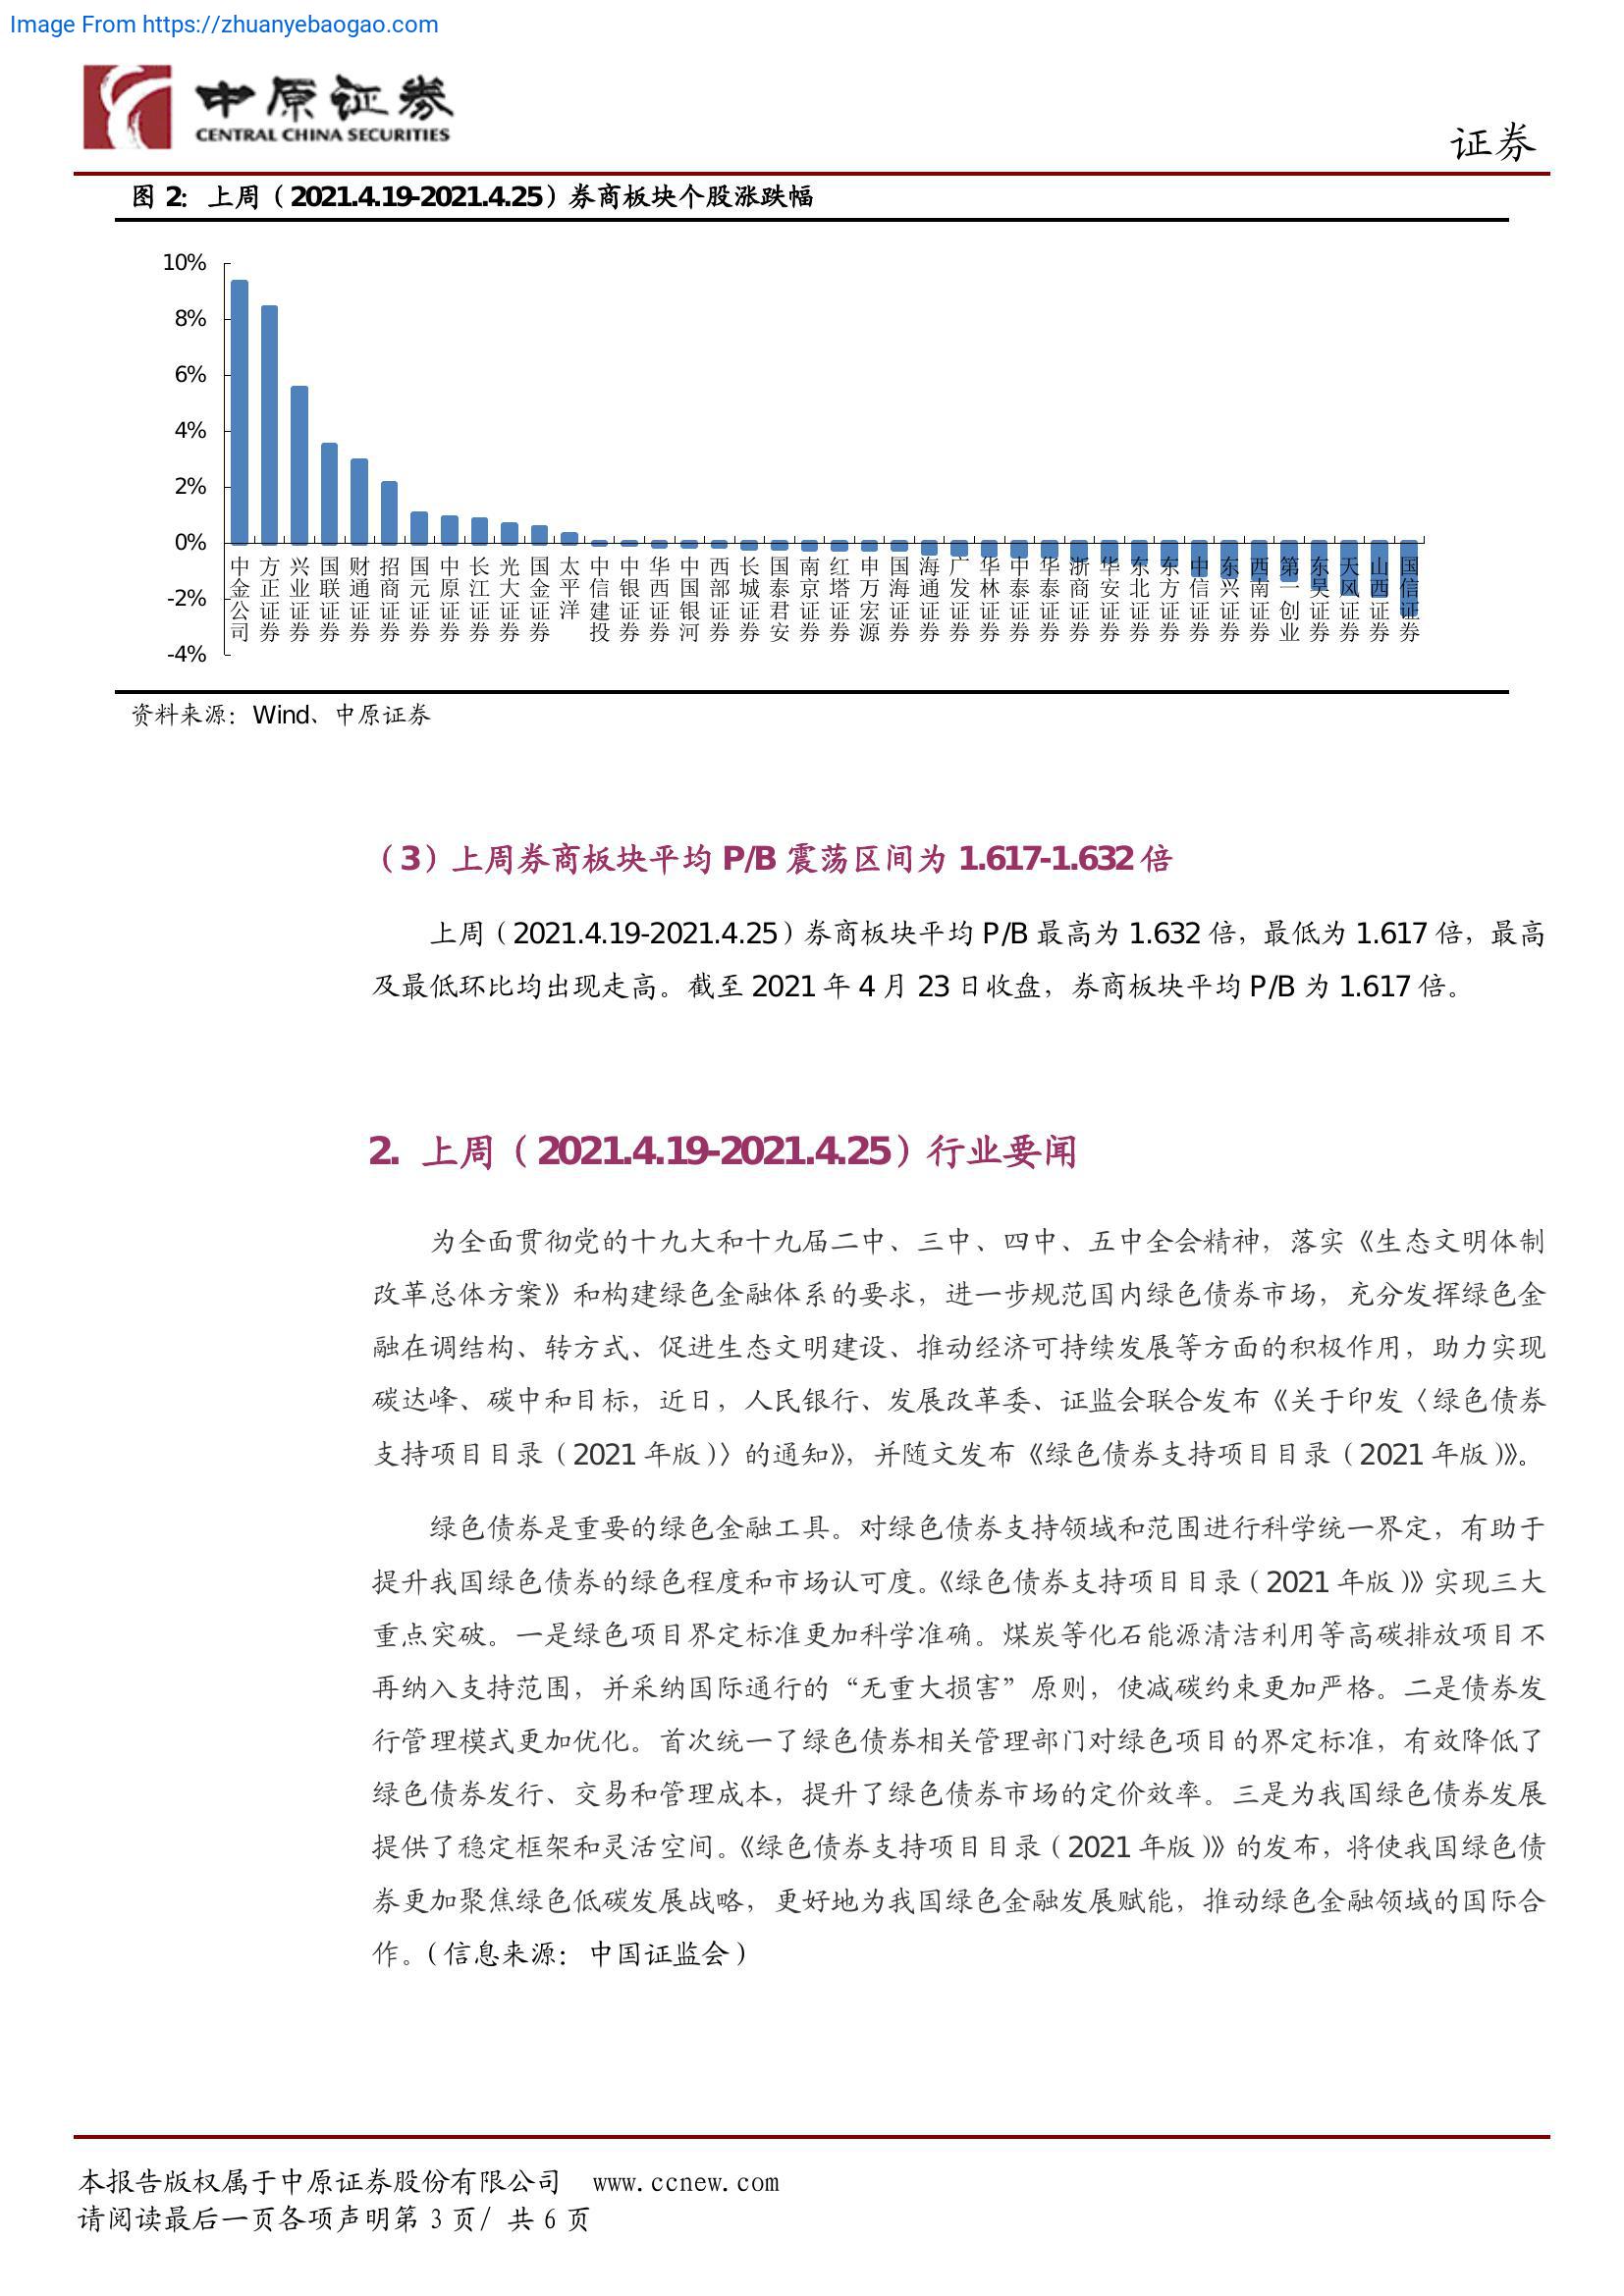 Image From https://zhuanyebaogao.com
中原证券
CENTRAL CHINA SECURITIES
证券
图 2：上周（2021.4.19-2021.4.25）券商板块个股涨跌幅
10%
8%
6%
4%
2%
0%
-2%
-4%
中金公司
方正证券
兴业证券
国联证券
财通证券
招商证券
国元证券
中原证券
长江证券
光大证券
国金证券
太平洋
中信建投
中银证券
华西证券
中国银河
西部证券
长城证券
国泰君安
南京证券
红塔证券
申万宏源
国海证券
海通证券
广发证券
华林证券
中泰证券
华泰证券
浙商证券
华安证券
东北证券
东方证券
中信证券
东兴证券
西南证券
第一创业
东吴证券
天风证券
山西证券
国信证券
资料来源：Wind、中原证券
（3）上周券商板块平均 P/B 震荡区间为 1.617-1.632 倍
上周（2021.4.19-2021.4.25）券商板块平均 P/B 最高为 1.632 倍，最低为 1.617 倍，最高
及最低环比均出现走高。截至 2021 年 4 月 23 日收盘，券商板块平均 P/B 为 1.617 倍。
2. 上周（2021.4.19-2021.4.25）行业要闻
为全面贯彻党的十九大和十九届二中、三中、四中、五中全会精神，落实《生态文明体制
改革总体方案》和构建绿色金融体系的要求，进一步规范国内绿色债券市场，充分发挥绿色金
融在调结构、转方式、促进生态文明建设、推动经济可持续发展等方面的积极作用，助力实现
碳达峰、碳中和目标，近日，人民银行、发展改革委、证监会联合发布《关于印发〈绿色债券
支持项目目录（2021 年版）〉的通知》，并随文发布《绿色债券支持项目目录（2021 年版）》。
绿色债券是重要的绿色金融工具。对绿色债券支持领域和范围进行科学统一界定，有助于
提升我国绿色债券的绿色程度和市场认可度。《绿色债券支持项目目录（2021 年版）》实现三大
重点突破。一是绿色项目界定标准更加科学准确。煤炭等化石能源清洁利用等高碳排放项目不
再纳入支持范围，并采纳国际通行的“无重大损害”原则，使减碳约束更加严格。二是债券发
行管理模式更加优化。首次统一了绿色债券相关管理部门对绿色项目的界定标准，有效降低了
绿色债券发行、交易和管理成本，提升了绿色债券市场的定价效率。三是为我国绿色债券发展
提供了稳定框架和灵活空间。《绿色债券支持项目目录（2021 年版）》的发布，将使我国绿色债
券更加聚焦绿色低碳发展战略，更好地为我国绿色金融发展赋能，推动绿色金融领域的国际合
作。（信息来源：中国证监会）
本报告版权属于中原证券股份有限公司 www.ccnew.com
请阅读最后一页各项声明第 3 页/ 共 6 页